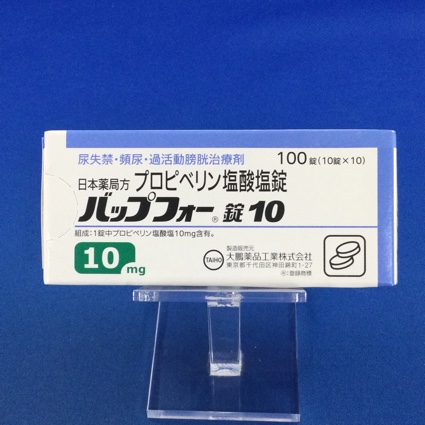 尿失禁・頻尿・過活動膀胱治療剤
100錠(10錠×10)
日本薬局方 プロピベリン塩酸塩錠
バップフォー® 錠10
組成:1錠中プロピベリン塩酸塩10mg含有。
10 mg
TAIHO
製造販売元
大鵬薬品工業株式会社
東京都千代田区神田錦町1-27
®登録商標